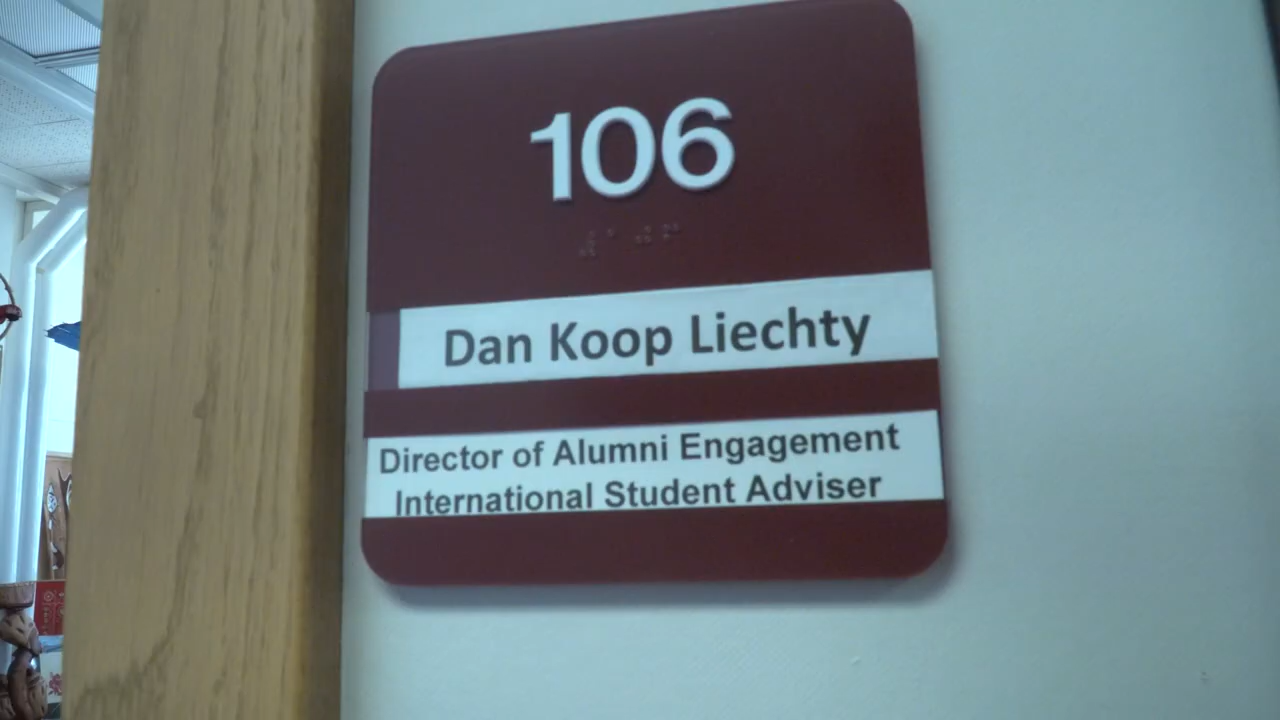 106
Dan Koop Liechty
Director of Alumni Engagement
International Student Adviser